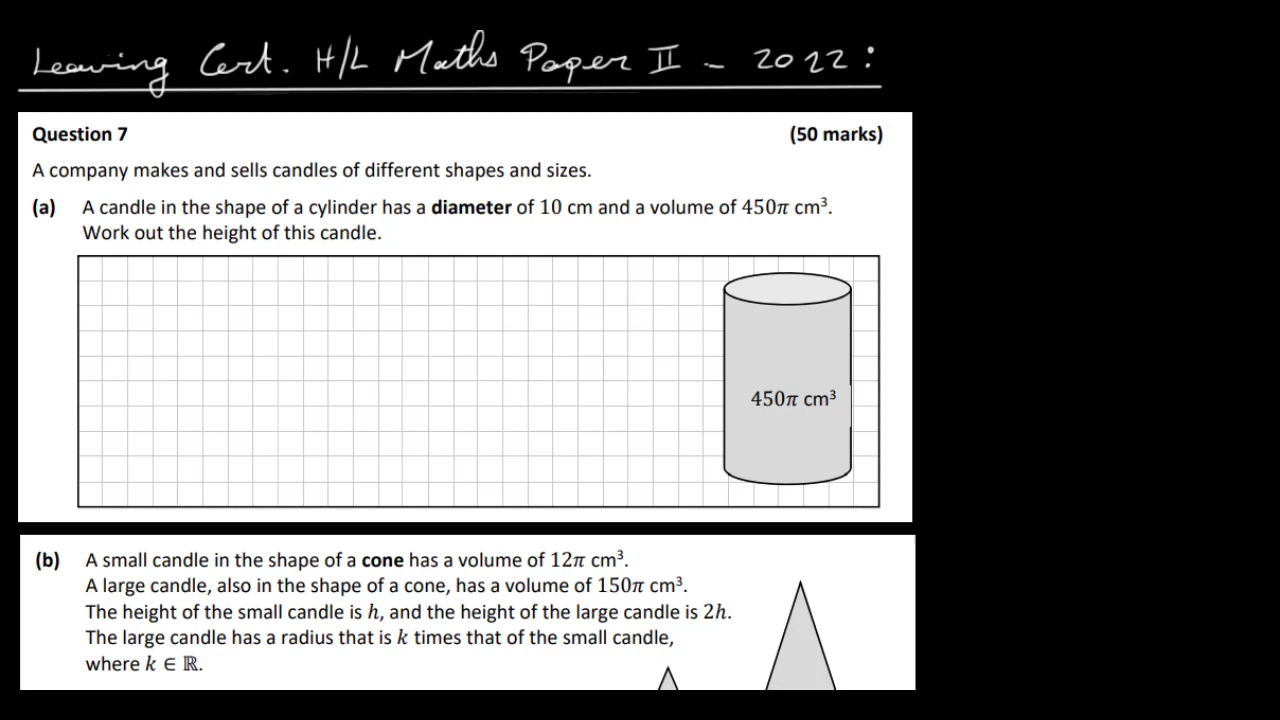 Leaving Cert. H/L Maths Paper II - 2022:
Question 7 (50 marks)
A company makes and sells candles of different shapes and sizes.
(a) A candle in the shape of a cylinder has a diameter of 10 cm and a volume of 450π cm³.
Work out the height of this candle.
450π cm³
(b) A small candle in the shape of a cone has a volume of 12π cm³.
A large candle, also in the shape of a cone, has a volume of 150π cm³.
The height of the small candle is h, and the height of the large candle is 2h.
The large candle has a radius that is k times that of the small candle,
where k ∈ ℝ.